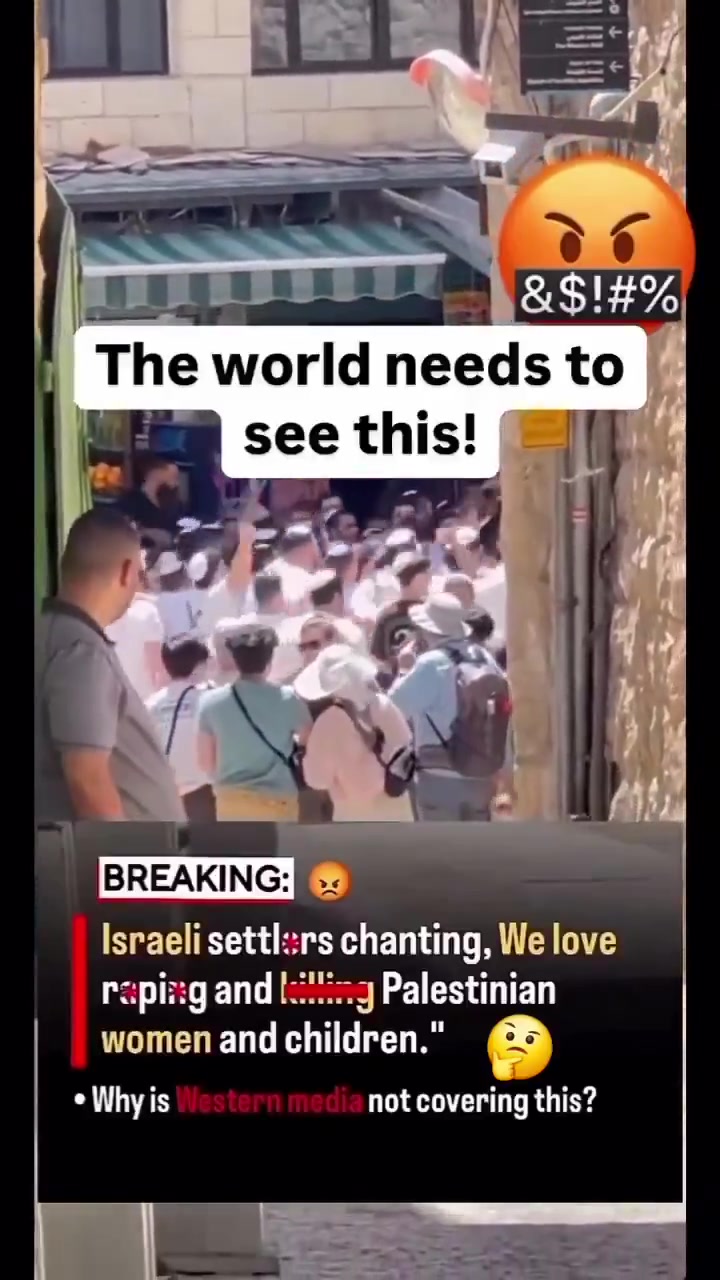 &$!#%
The world needs to
see this!
BREAKING:
Israeli settl*rs chanting, We love
r*pi*g and killing Palestinian
women and children."
• Why is Western media not covering this?